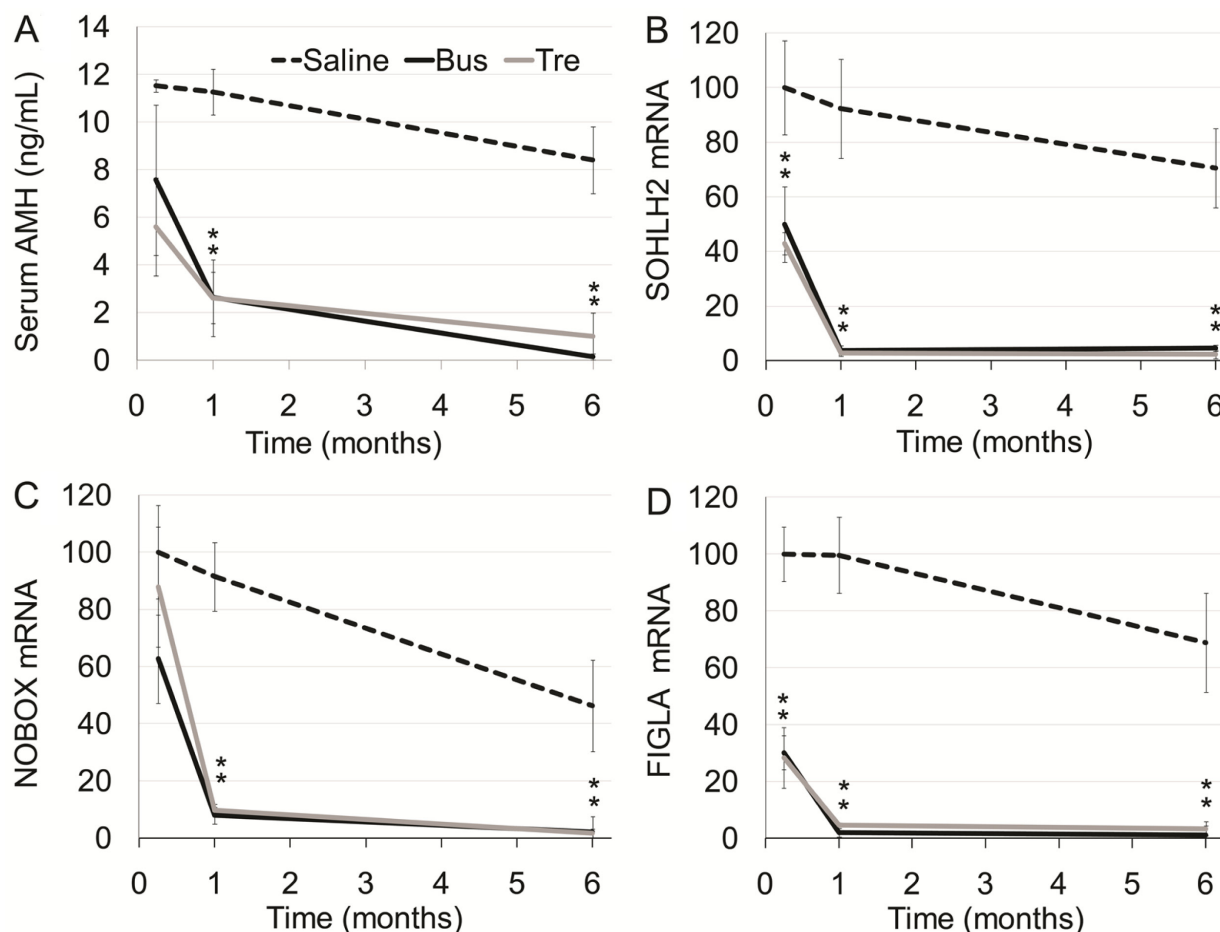 A
Serum AMH (ng/mL)
14
12
10
8
6
4
2
0
Saline Bus Tre
*
*
*
*
0 1 2 3 4 5 6
Time (months)
B
SOHLH2 mRNA
120
100
80
60
40
20
0
*
*
*
*
*
*
0 1 2 3 4 5 6
Time (months)
C
NOBOX mRNA
120
100
80
60
40
20
0
*
*
*
*
0 1 2 3 4 5 6
Time (months)
D
FIGLA mRNA
120
100
80
60
40
20
0
*
*
*
*
*
*
0 1 2 3 4 5 6
Time (months)